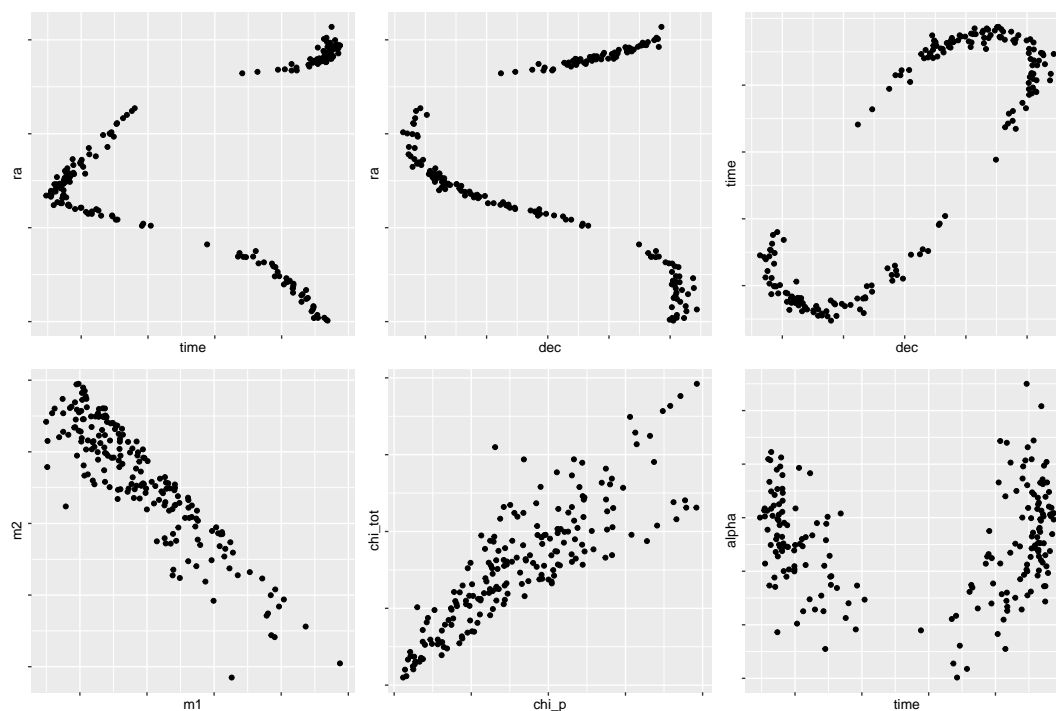 ra
time
ra
dec
time
dec
m2
m1
chi_tot
chi_p
alpha
time